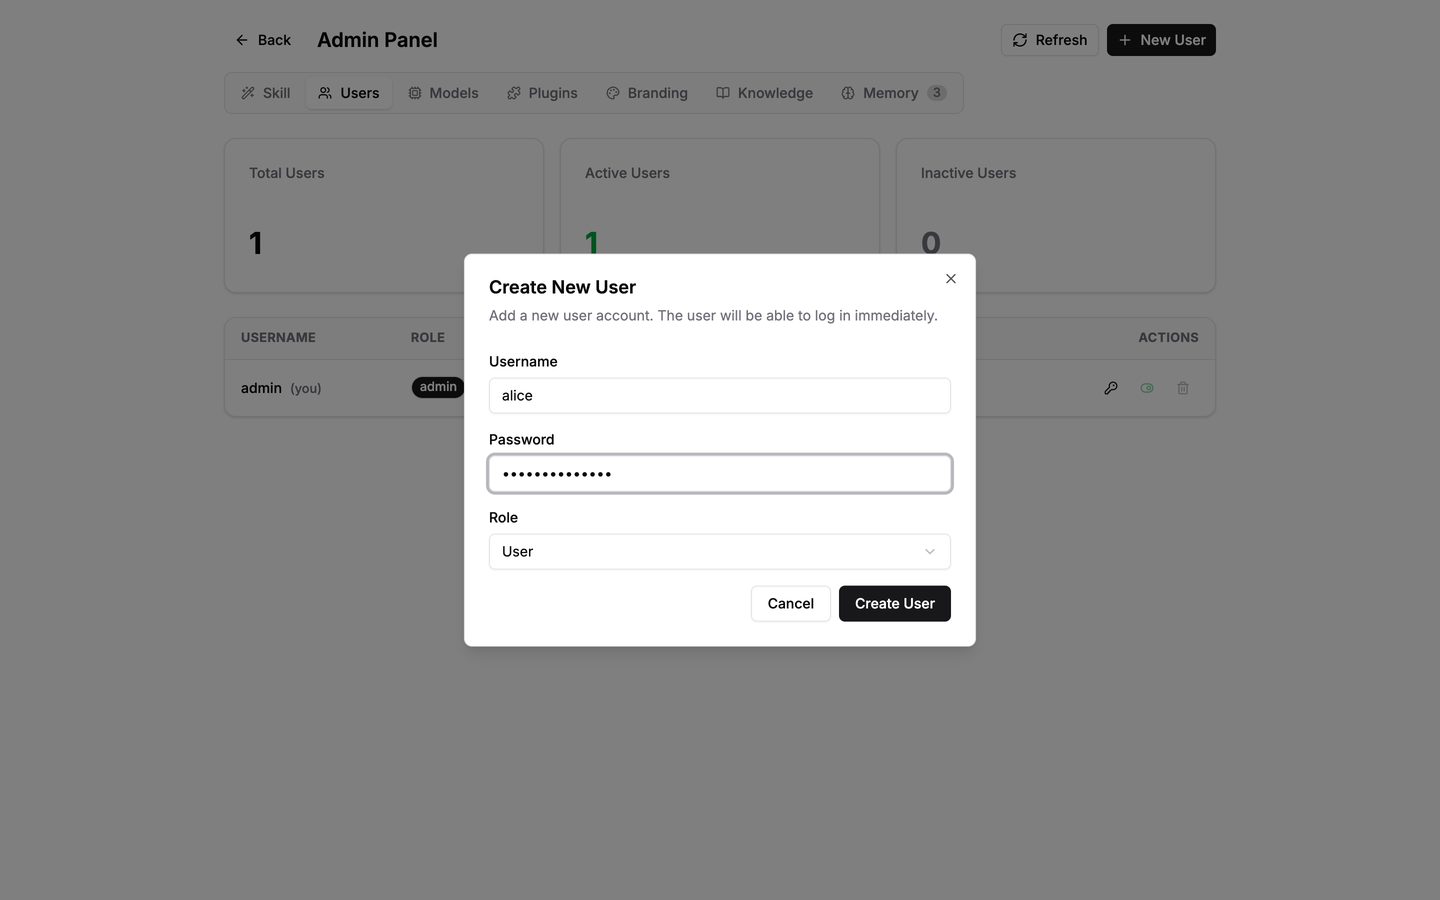 Back
Admin Panel
Refresh
New User
Skill
Users
Models
Plugins
Branding
Knowledge
Memory 3
Total Users
Active Users
Inactive Users
1
1
0
Create New User
Add a new user account. The user will be able to log in immediately.
USERNAME
ROLE
ACTIONS
Username
admin (you)
admin
alice
Password
••••••••••••••
Role
User
Cancel
Create User